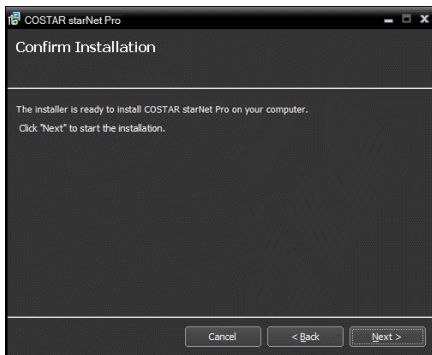 COSTAR starNet Pro
Confirm Installation
The installer is ready to install COSTAR starNet Pro on your computer.
Click "Next" to start the installation.
Cancel
< Back
Next >